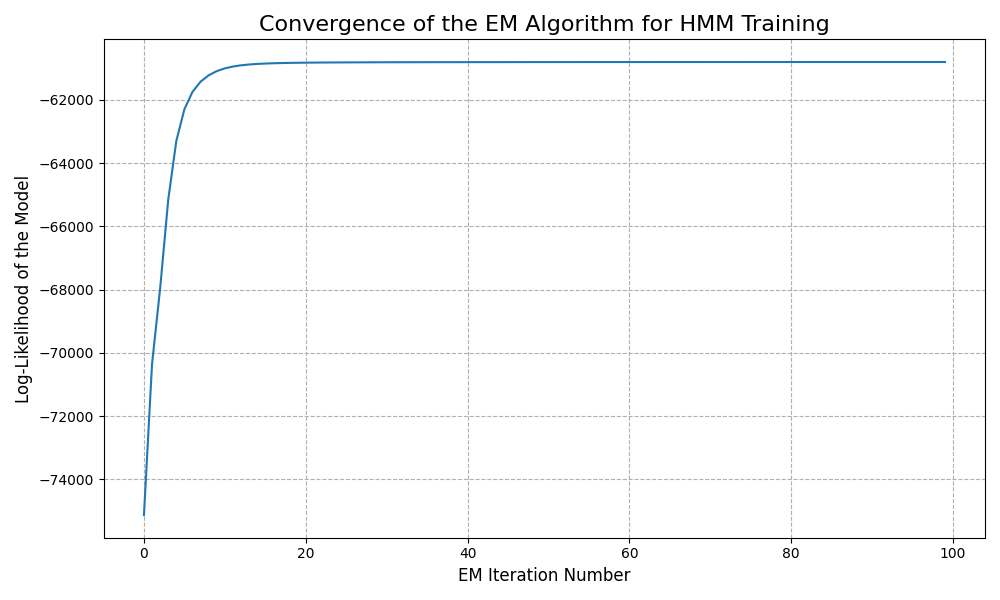 Convergence of the EM Algorithm for HMM Training
Log-Likelihood of the Model
−62000
−64000
−66000
−68000
−70000
−72000
−74000
0 20 40 60 80 100
EM Iteration Number